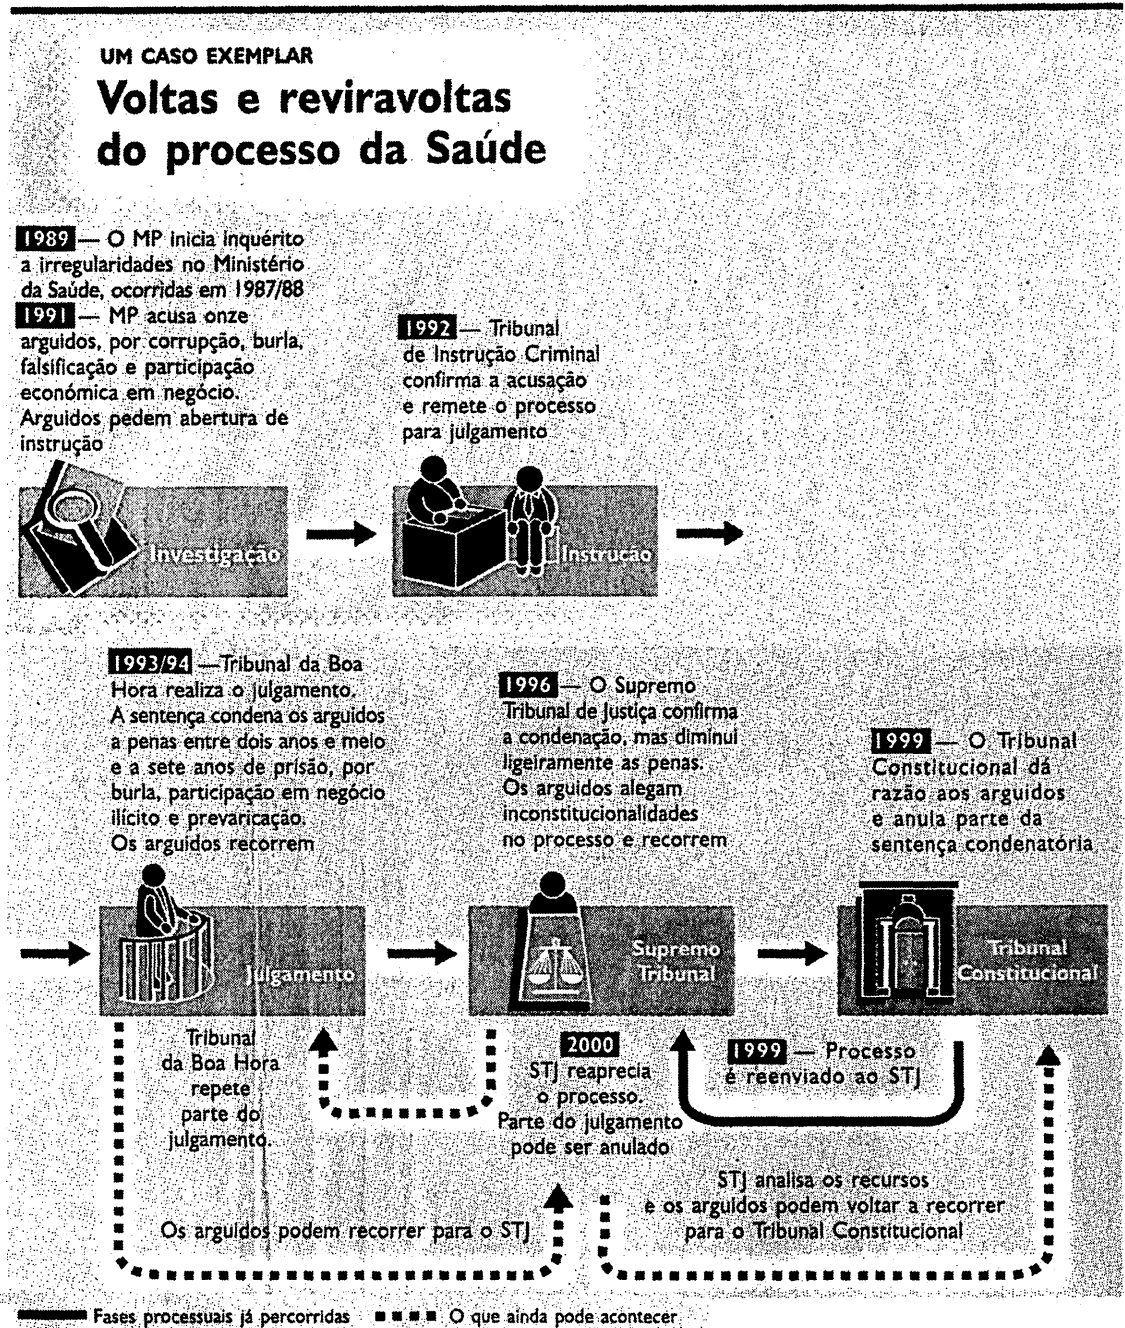 UM CASO EXEMPLAR
Voltas e reviravoltas
do processo da Saúde
1989 — O MP inicia inquérito
a irregularidades no Ministério
da Saúde, ocorridas em 1987/88
1991 — MP acusa onze
arguidos, por corrupção, burla,
falsificação e participação
económica em negócio.
Arguidos pedem abertura de
instrução
1992 — Tribunal
de Instrução Criminal
confirma a acusação
e remete o processo
para julgamento
Investigação
Instrução
1993/94 —Tribunal da Boa
Hora realiza o julgamento.
A sentença condena os arguidos
a penas entre dois anos e meio
e a sete anos de prisão, por
burla, participação em negócio
ilícito e prevaricação.
Os arguidos recorrem
1996 — O Supremo
Tribunal de Justiça confirma
a condenação, mas diminui
ligeiramente as penas.
Os arguidos alegam
inconstitucionalidades
no processo e recorrem
1999 — O Tribunal
Constitucional dá
razão aos arguidos
e anula parte da
sentença condenatória
Julgamento
Supremo
Tribunal
Tribunal
Constitucional
Tribunal
da Boa Hora
repete
parte do
julgamento.
2000
STJ reaprecia
o processo.
Parte do julgamento
pode ser anulado
1999 — Processo
é reenviado ao STJ
Os arguidos podem recorrer para o STJ
STJ analisa os recursos
e os arguidos podem voltar a recorrer
para o Tribunal Constitucional
Fases processuais já percorridas
O que ainda pode acontecer